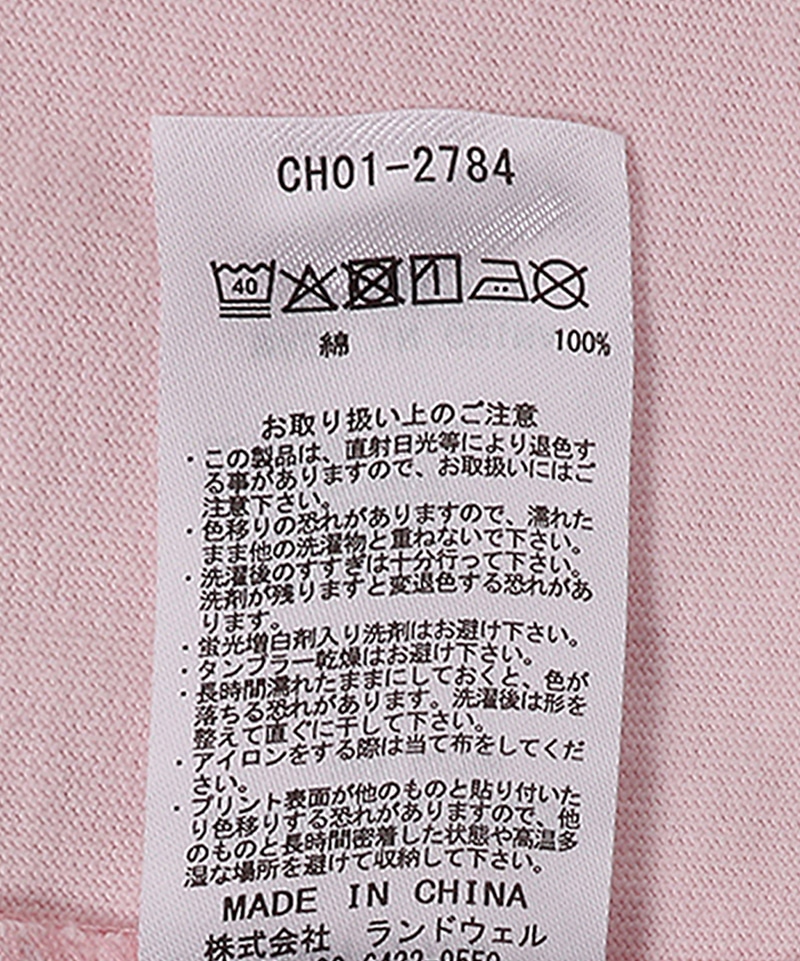 CH01-2784
40
綿 100%
お取り扱い上のご注意
・この製品は、直射日光等により退色す
る事がありますので、お取扱いにはご
注意下さい。
・色移りの恐れがありますので、濡れた
まま他の洗濯物と重ねないで下さい。
・洗濯後のすすぎは十分行って下さい。
洗剤が残りますと変退色する恐れがあ
ります。
・蛍光増白剤入り洗剤はお避け下さい。
・タンブラー乾燥はお避け下さい。
・長時間濡れたままにしておくと、色が
落ちる恐れがあります。洗濯後は形を
整えて直ぐに干して下さい。
・アイロンをする際は当て布をしてくだ
さい。
・プリント表面が他のものと貼り付いた
り色移りする恐れがありますので、他
のものと長時間密着した状態や高温多
湿な場所を避けて収納して下さい。
MADE IN CHINA
株式会社 ランドウェル